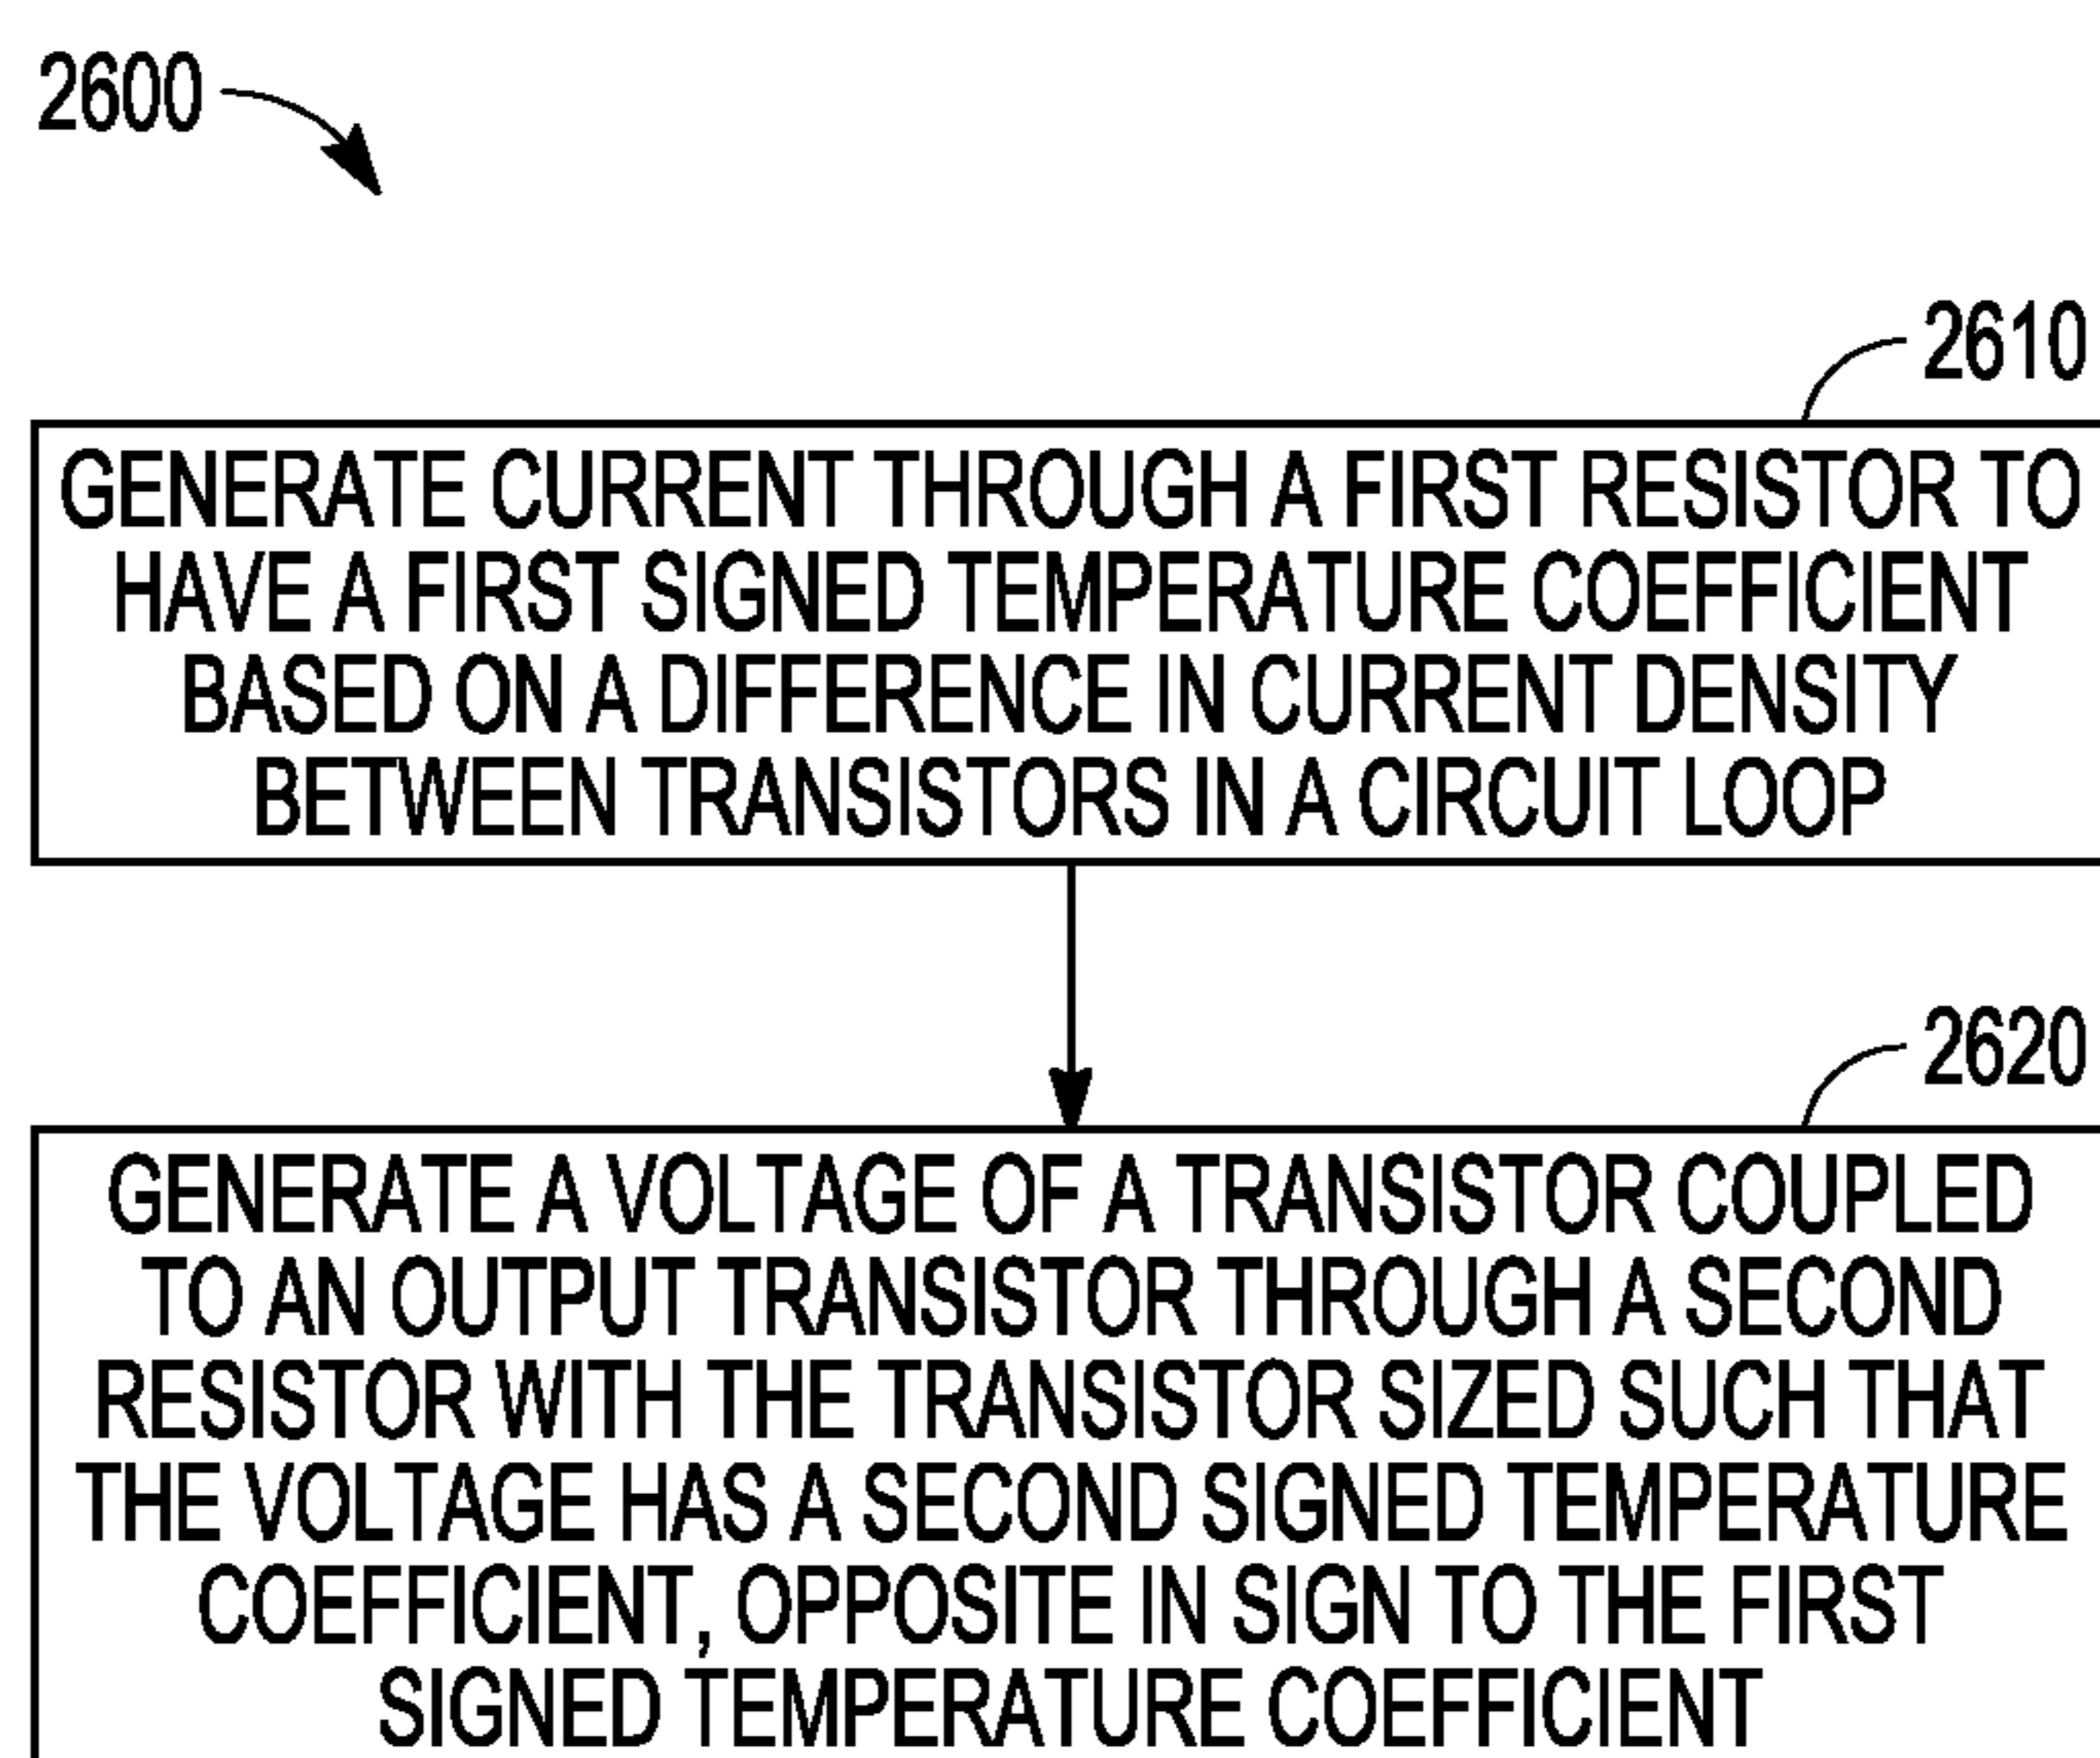 2600
2610
GENERATE CURRENT THROUGH A FIRST RESISTOR TO
HAVE A FIRST SIGNED TEMPERATURE COEFFICIENT
BASED ON A DIFFERENCE IN CURRENT DENSITY
BETWEEN TRANSISTORS IN A CIRCUIT LOOP
2620
GENERATE A VOLTAGE OF A TRANSISTOR COUPLED
TO AN OUTPUT TRANSISTOR THROUGH A SECOND
RESISTOR WITH THE TRANSISTOR SIZED SUCH THAT
THE VOLTAGE HAS A SECOND SIGNED TEMPERATURE
COEFFICIENT, OPPOSITE IN SIGN TO THE FIRST
SIGNED TEMPERATURE COEFFICIENT